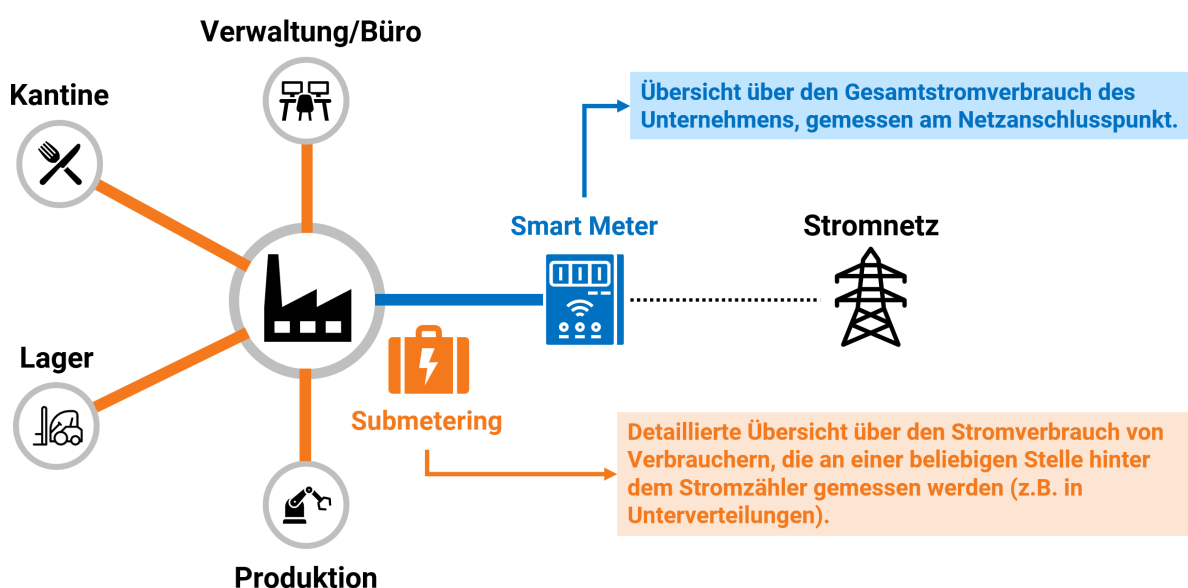 Verwaltung/Büro
Kantine
Übersicht über den Gesamtstromverbrauch des
Unternehmens, gemessen am Netzanschlusspunkt.
Smart Meter
Stromnetz
Lager
Submetering
Detaillierte Übersicht über den Stromverbrauch von
Verbrauchern, die an einer beliebigen Stelle hinter
dem Stromzähler gemessen werden (z.B. in
Unterverteilungen).
Produktion